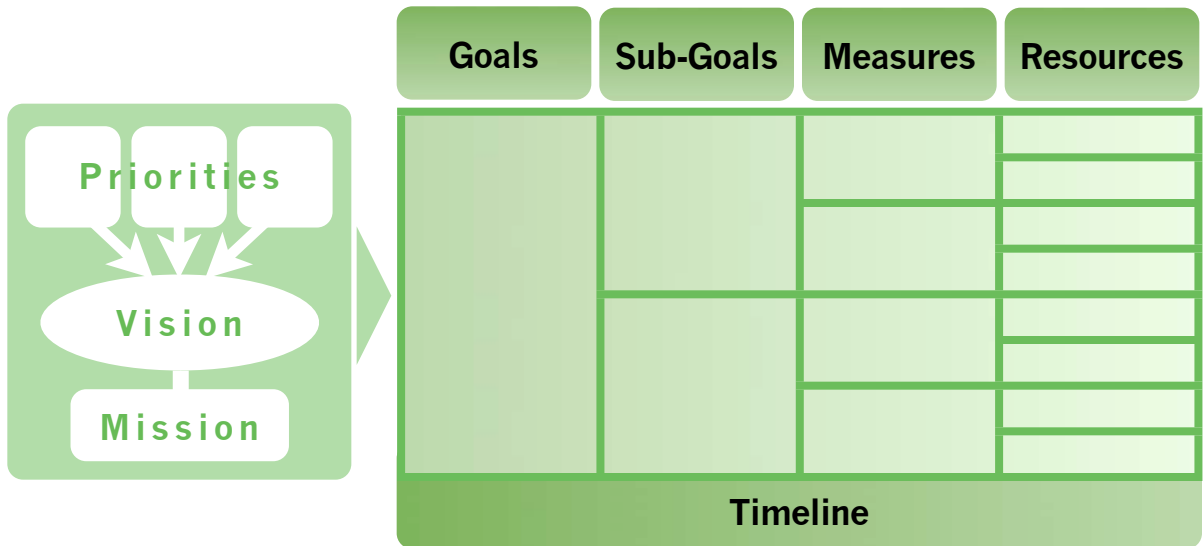 Goals
Sub-Goals
Measures
Resources
Priorities
Vision
Mission
Timeline